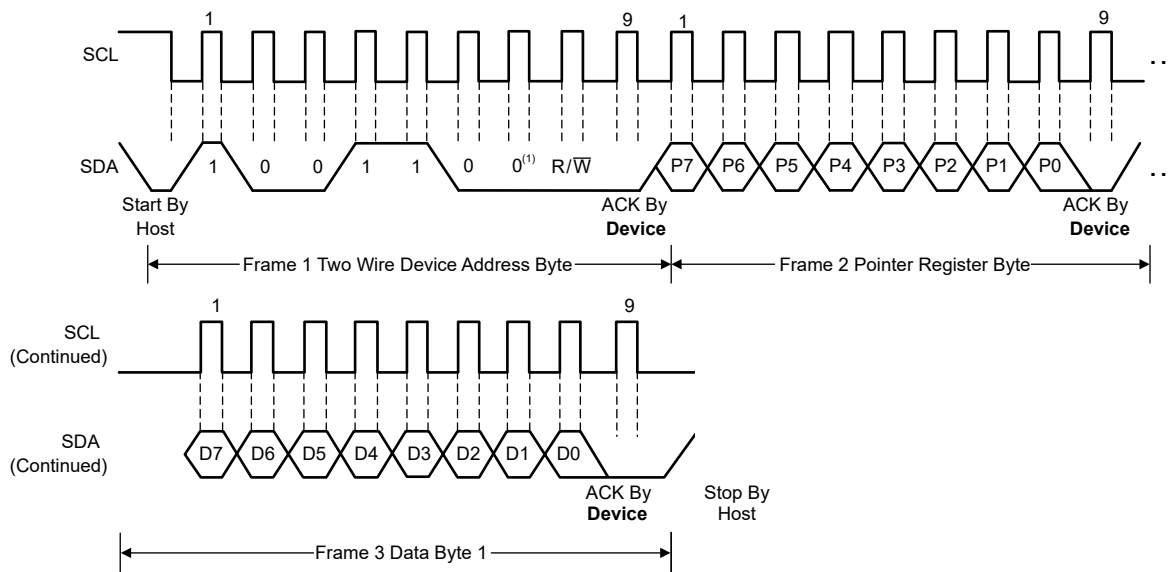 1 9 1 9
SCL . .
SDA 1 0 0 1 1 0 0(1) R/W̅ P7 P6 P5 P4 P3 P2 P1 P0 . .
Start By Host
ACK By Device
ACK By Device
Frame 1 Two Wire Device Address Byte
Frame 2 Pointer Register Byte
1 9
SCL (Continued)
SDA (Continued)
D7 D6 D5 D4 D3 D2 D1 D0
ACK By Device
Stop By Host
Frame 3 Data Byte 1